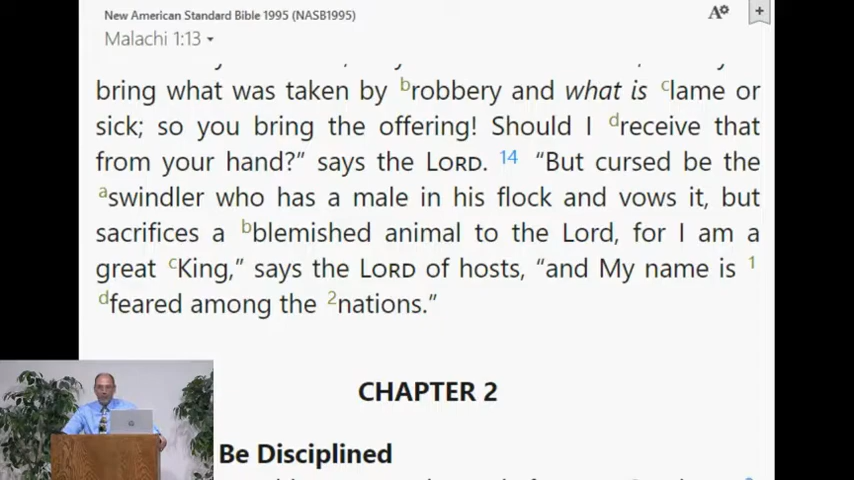 New American Standard Bible 1995 (NASB1995)
Malachi 1:13
bring what was taken by brobbery and what is clame or
sick; so you bring the offering! Should I dreceive that
from your hand?” says the LORD. 14 “But cursed be the
aswindler who has a male in his flock and vows it, but
sacrifices a bblemished animal to the Lord, for I am a
great cKing,” says the LORD of hosts, “and My name is 1
dfeared among the 2nations.”
CHAPTER 2
Be Disciplined